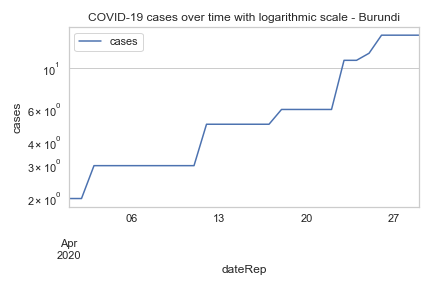 COVID-19 cases over time with logarithmic scale - Burundi
cases
10¹
6 × 10⁰
4 × 10⁰
3 × 10⁰
2 × 10⁰
cases
06 13 20 27
Apr
2020
dateRep